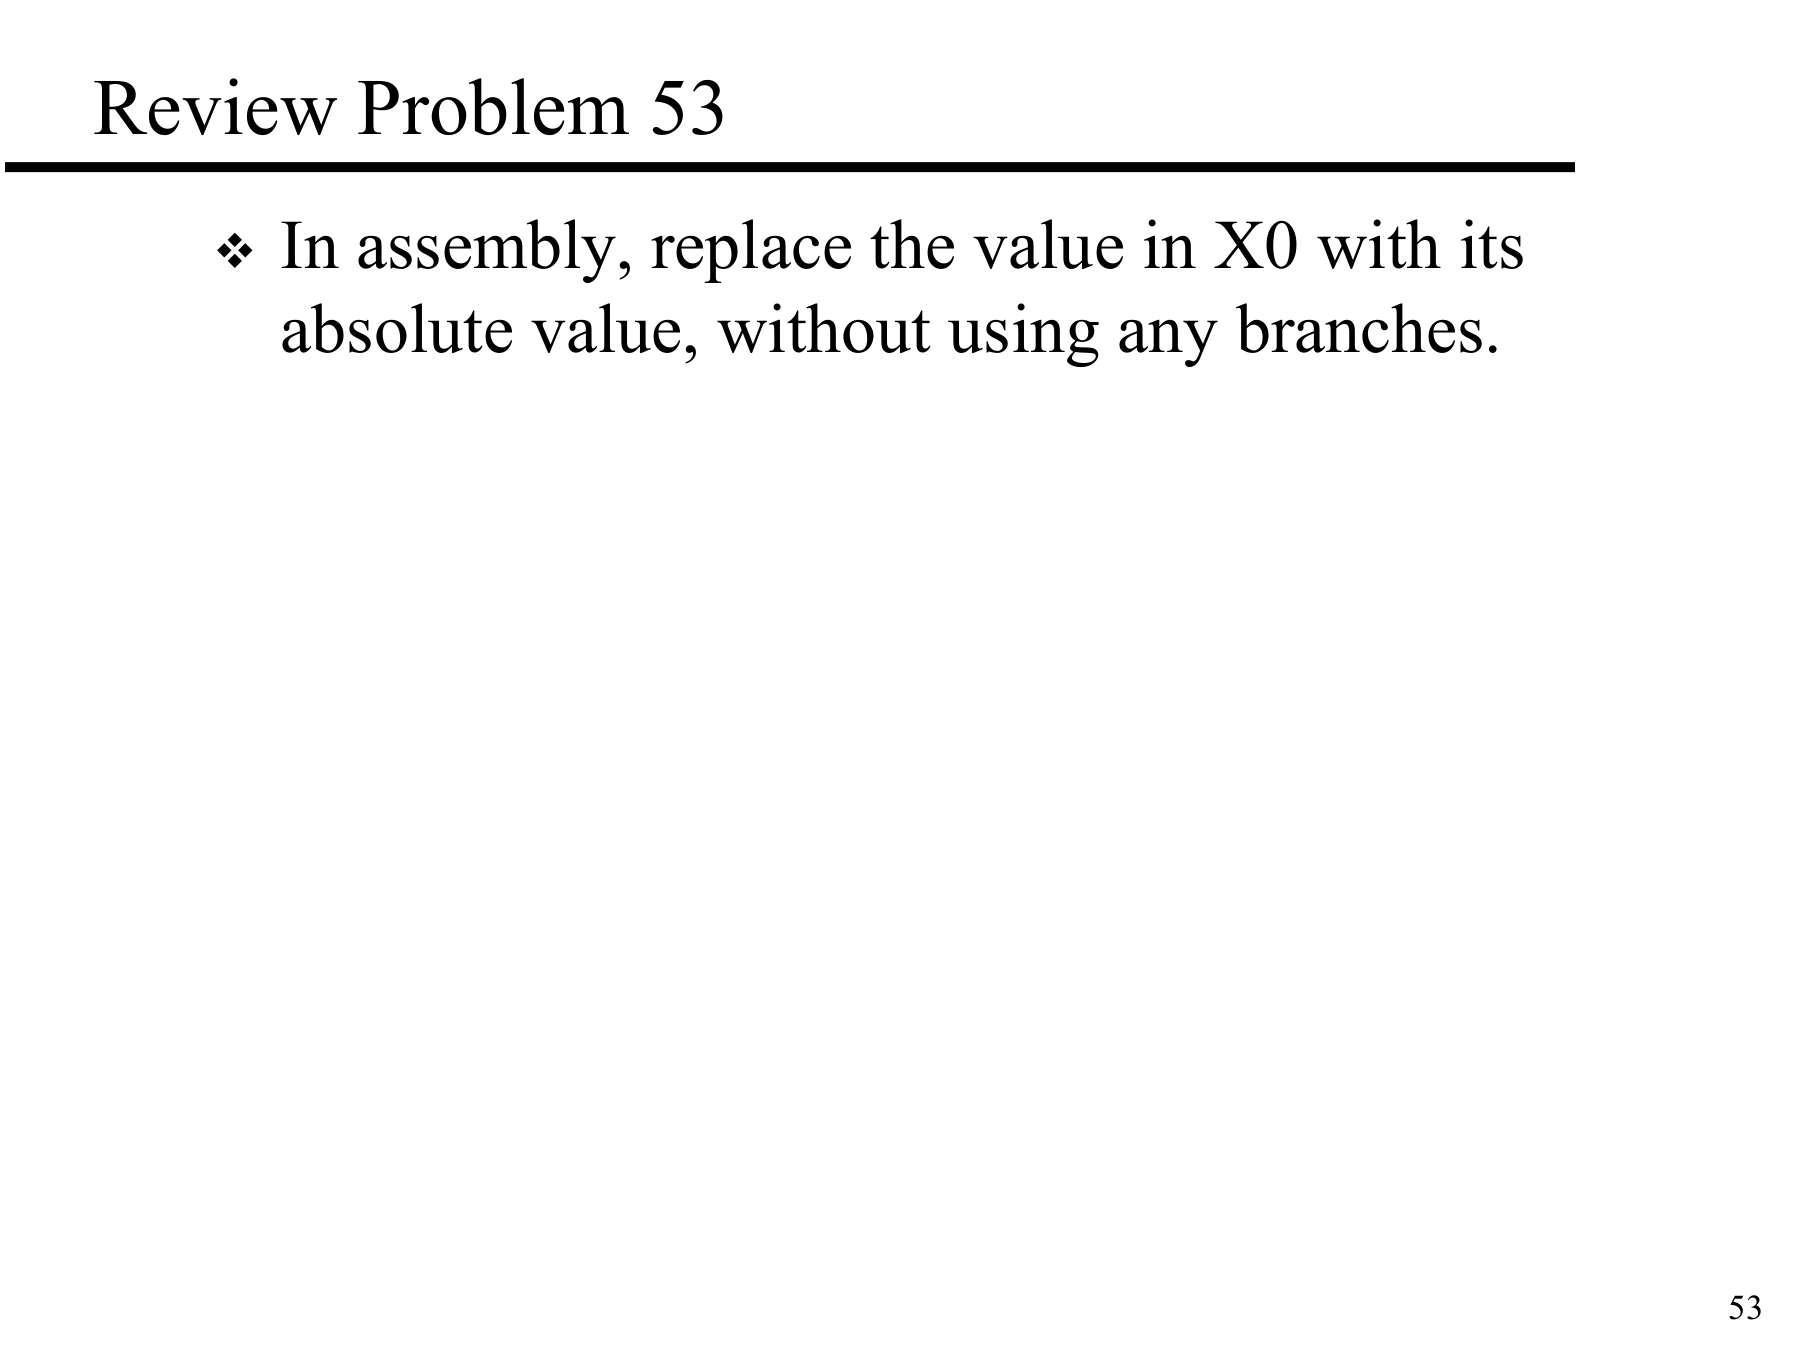 Review Problem 53
❖ In assembly, replace the value in X0 with its
absolute value, without using any branches.
53